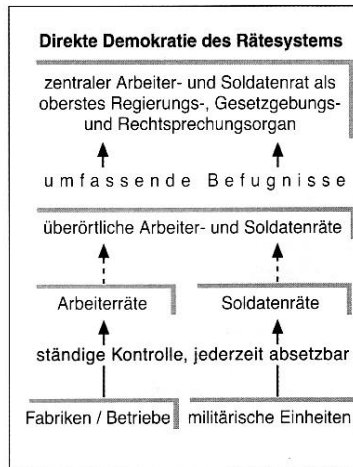 Direkte Demokratie des Rätesystems
zentraler Arbeiter- und Soldatenrat als
oberstes Regierungs-, Gesetzgebungs-
und Rechtsprechungsorgan
umfassende Befugnisse
überörtliche Arbeiter- und Soldatenräte
Arbeiterräte Soldatenräte
ständige Kontrolle, jederzeit absetzbar
Fabriken / Betriebe militärische Einheiten